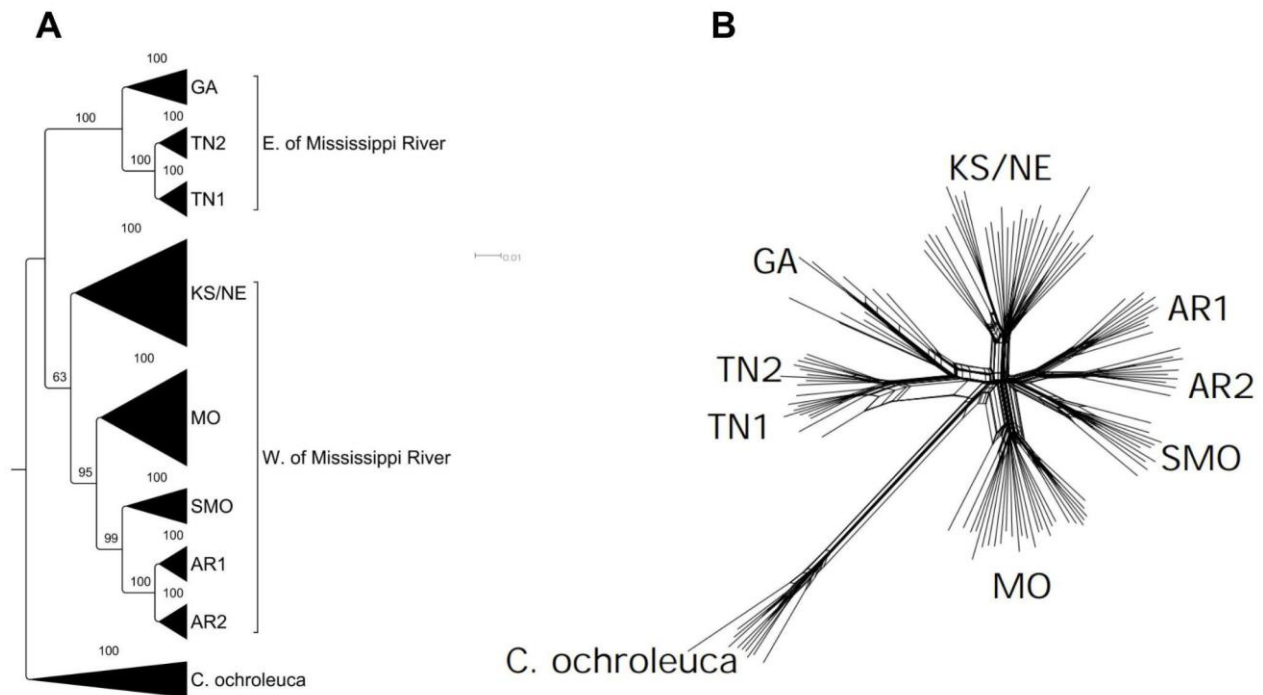 A
100
GA
100
100
TN2
100
100
TN1
E. of Mississippi River
100
KS/NE
63
100
MO
95
100
SMO
99
100
AR1
100
100
AR2
W. of Mississippi River
100
C. ochroleuca
0.01
B
KS/NE
GA
AR1
TN2
AR2
TN1
SMO
MO
C. ochroleuca